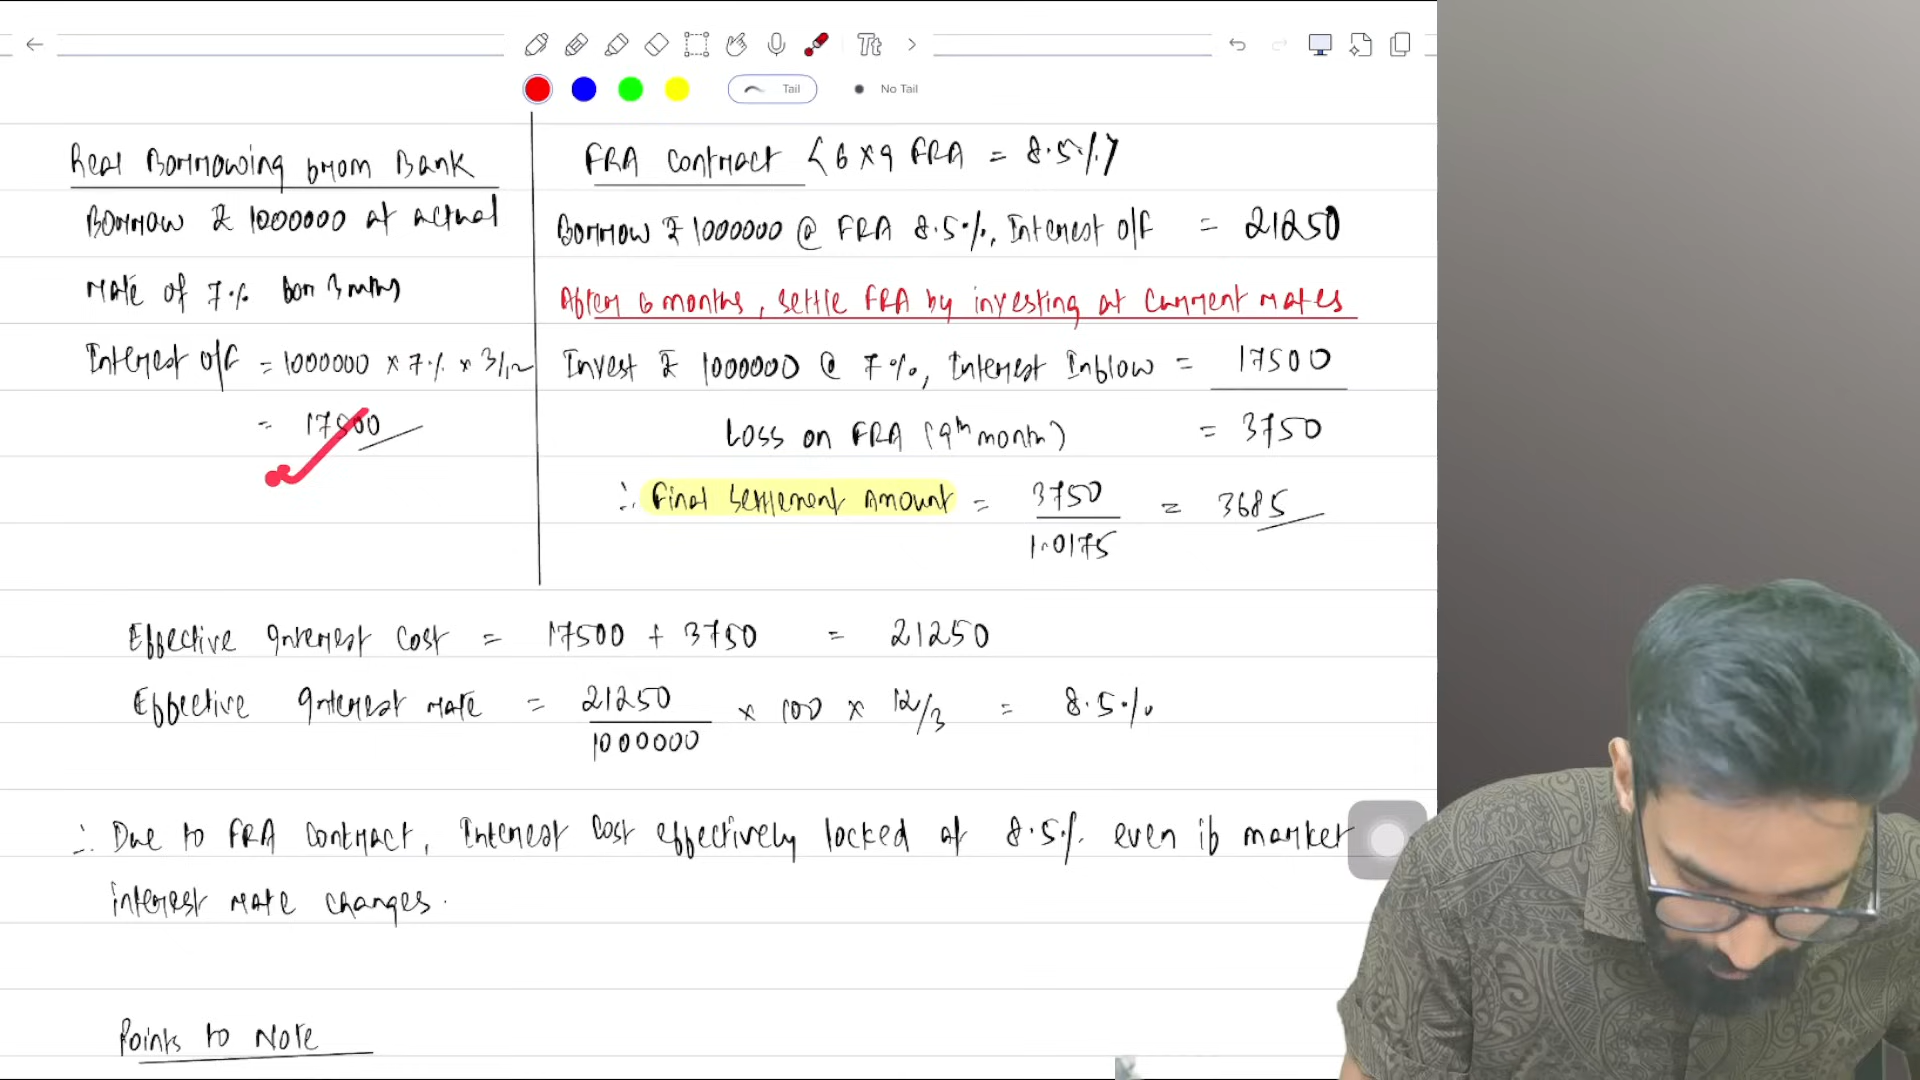 Tt
Tail
No Tail
Real Borrowing from Bank
Borrow ₹ 1000000 at actual
rate of 7% for 3 mths
Interest o/f = 1000000 × 7% × 3/12
= 17500
FRA Contract <6×9 FRA = 8.5%>
Borrow ₹ 1000000 @ FRA 8.5%, Interest o/f = 21250
After 6 months, settle FRA by investing at current rates
Invest ₹ 1000000 @ 7%, Interest Inflow = 17500
Loss on FRA (9th month) = 3750
∴ Final Settlement Amount = 3750 / 1.0175 = 3685
Effective Interest Cost = 17500 + 3750 = 21250
Effective Interest rate = 21250 / 1000000 × 100 × 12/3 = 8.5%
∴ Due to FRA Contract, Interest Cost effectively locked at 8.5% even if market
interest rate changes.
Points to Note